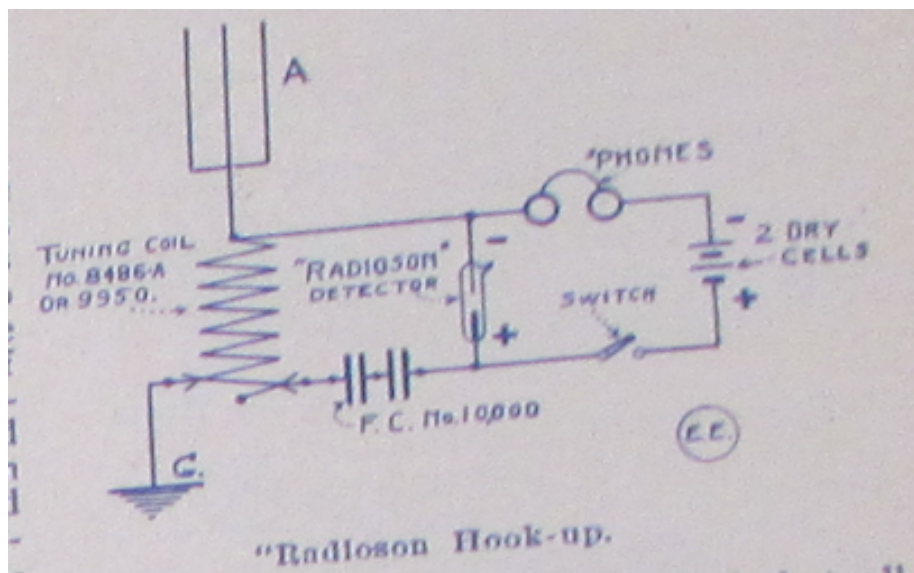 A
"PHONES
TUNING COIL
NO. 8486-A
OR 9950.
"RADIOSON"
DETECTOR
-
+
-
2 DRY
CELLS
+
SWITCH
F. C. NO. 10,000
E.E.
G.
"Radioson Hook-up.